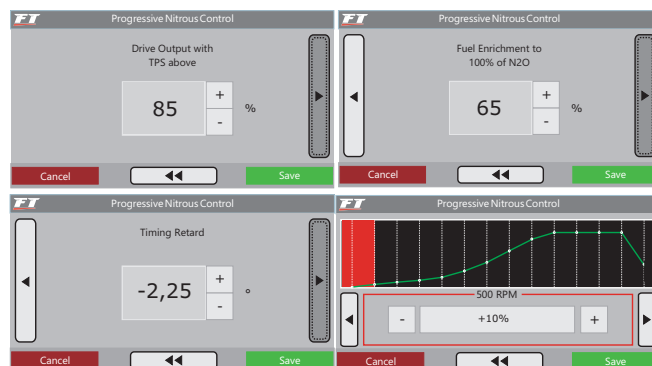 FT
Progressive Nitrous Control
Drive Output with
TPS above
85
+
-
%
Cancel
Save
FT
Progressive Nitrous Control
Fuel Enrichment to
100% of N2O
65
+
-
%
Cancel
Save
FT
Progressive Nitrous Control
Timing Retard
-2,25
+
-
°
Cancel
Save
FT
Progressive Nitrous Control
500 RPM
-
+10%
+
Cancel
Save